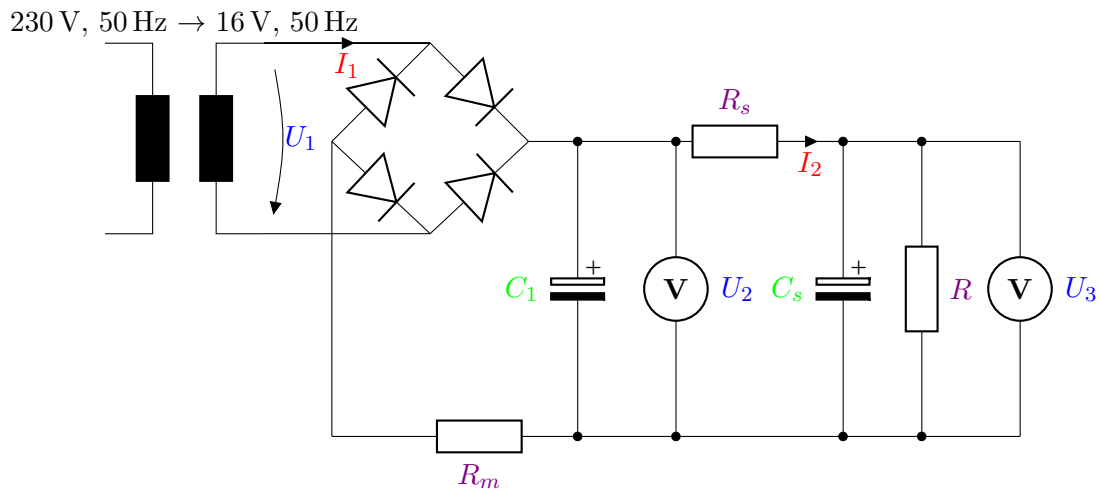 230 V, 50 Hz → 16 V, 50 Hz
I₁
U₁
Rₛ
I₂
+
+
C₁
V
U₂
Cₛ
R
V
U₃
Rₘ